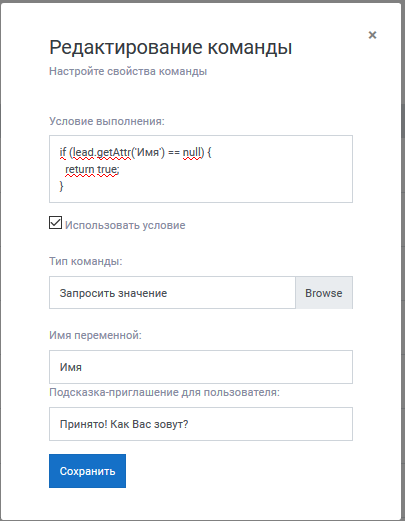 Редактирование команды
×
Настройте свойства команды
Условие выполнения:
if (lead.getAttr('Имя') == null) {
return true;
}
Использовать условие
Тип команды:
Запросить значение
Browse
Имя переменной:
Имя
Подсказка-приглашение для пользователя:
Принято! Как Вас зовут?
Сохранить